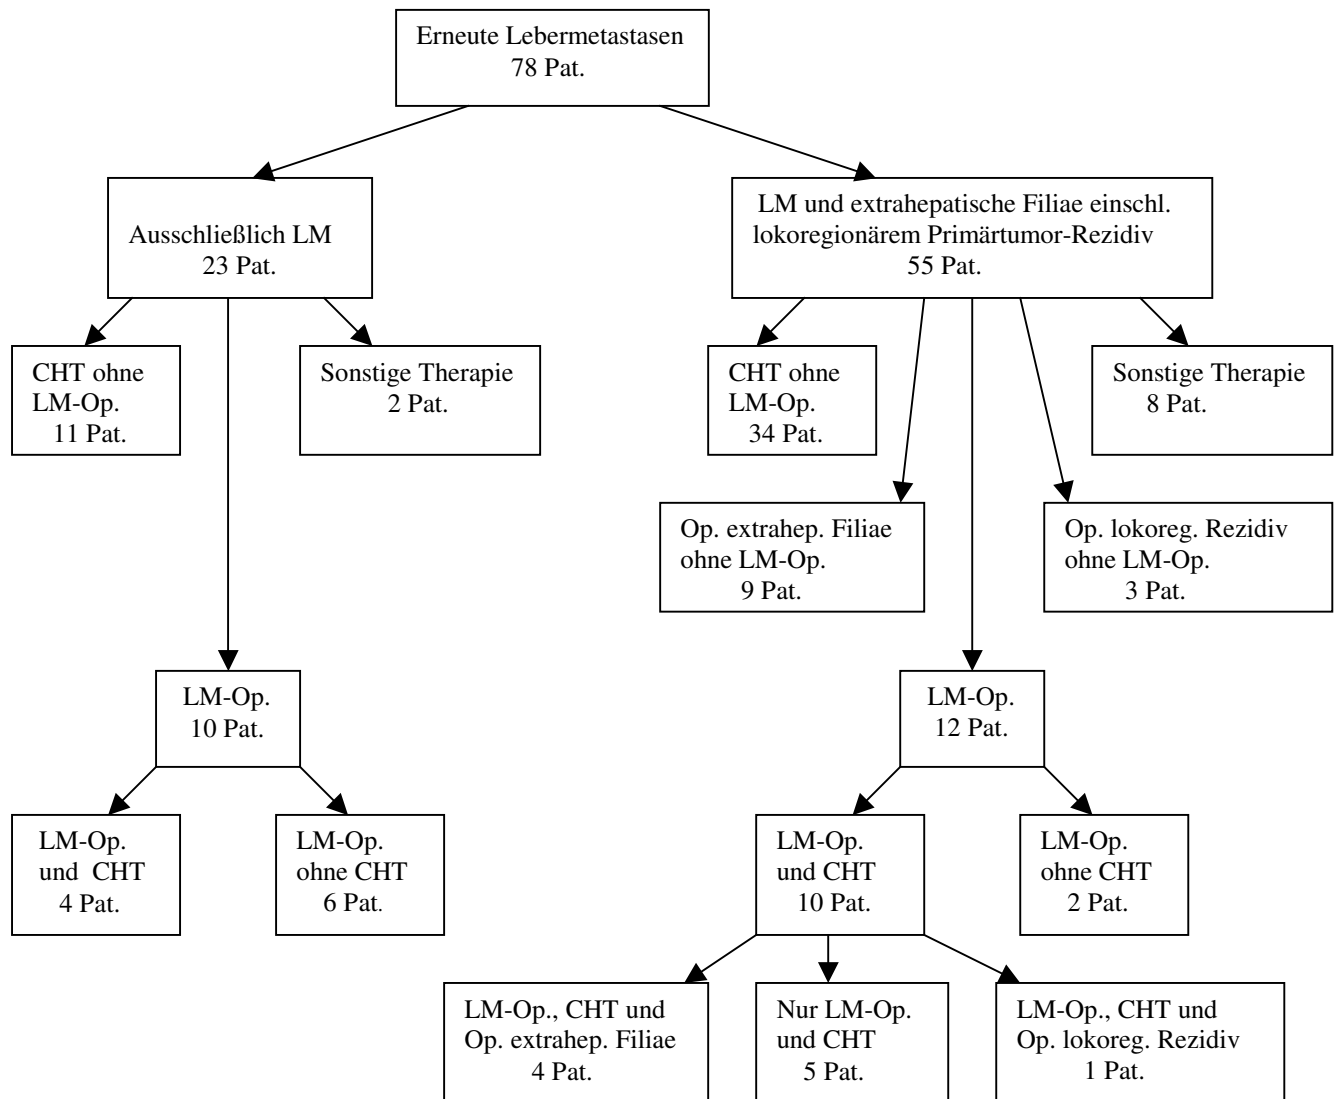 Erneute Lebermetastasen
78 Pat.
Ausschließlich LM
23 Pat.
LM und extrahepatische Filiae einschl.
lokoregionärem Primärtumor-Rezidiv
55 Pat.
CHT ohne
LM-Op.
11 Pat.
Sonstige Therapie
2 Pat.
CHT ohne
LM-Op.
34 Pat.
Sonstige Therapie
8 Pat.
Op. extrahep. Filiae
ohne LM-Op.
9 Pat.
Op. lokoreg. Rezidiv
ohne LM-Op.
3 Pat.
LM-Op.
10 Pat.
LM-Op.
12 Pat.
LM-Op.
und CHT
4 Pat.
LM-Op.
ohne CHT
6 Pat.
LM-Op.
und CHT
10 Pat.
LM-Op.
ohne CHT
2 Pat.
LM-Op., CHT und
Op. extrahep. Filiae
4 Pat.
Nur LM-Op.
und CHT
5 Pat.
LM-Op., CHT und
Op. lokoreg. Rezidiv
1 Pat.